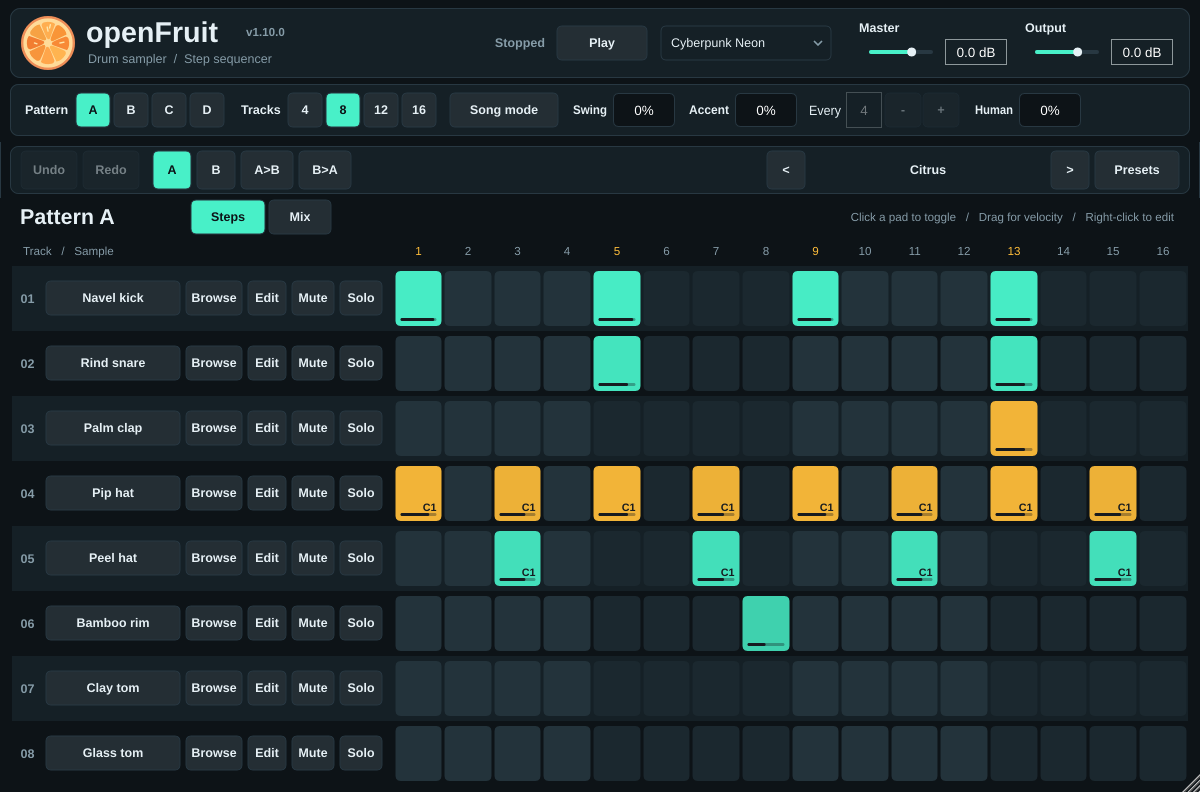 openFruit v1.10.0
Drum sampler / Step sequencer
Stopped Play Cyberpunk Neon
Master 0.0 dB
Output 0.0 dB
Pattern A B C D Tracks 4 8 12 16 Song mode Swing 0% Accent 0% Every 4 - + Human 0%
Undo Redo A B A>B B>A < Citrus > Presets
Pattern A Steps Mix Click a pad to toggle / Drag for velocity / Right-click to edit
Track / Sample 1 2 3 4 5 6 7 8 9 10 11 12 13 14 15 16
01 Navel kick Browse Edit Mute Solo
02 Rind snare Browse Edit Mute Solo
03 Palm clap Browse Edit Mute Solo
04 Pip hat Browse Edit Mute Solo C1 C1 C1 C1 C1 C1 C1 C1
05 Peel hat Browse Edit Mute Solo C1 C1 C1 C1
06 Bamboo rim Browse Edit Mute Solo
07 Clay tom Browse Edit Mute Solo
08 Glass tom Browse Edit Mute Solo